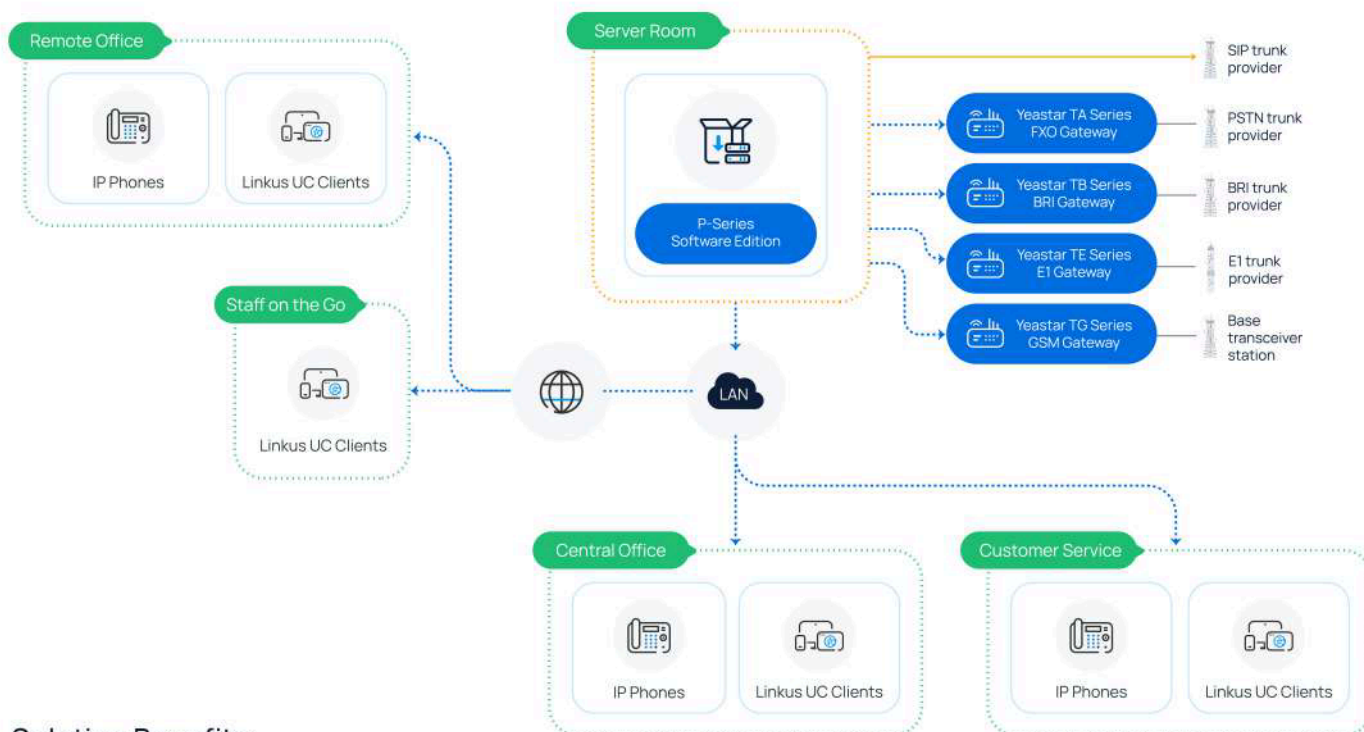 Remote Office
IP Phones
Linkus UC Clients
Server Room
P-Series
Software Edition
SIP trunk
provider
Yeastar TA Series
FXO Gateway
PSTN trunk
provider
Yeastar TB Series
BRI Gateway
BRI trunk
provider
Yeastar TE Series
E1 Gateway
E1 trunk
provider
Yeastar TG Series
GSM Gateway
Base
transceiver
station
Staff on the Go
Linkus UC Clients
LAN
Central Office
IP Phones
Linkus UC Clients
Customer Service
IP Phones
Linkus UC Clients